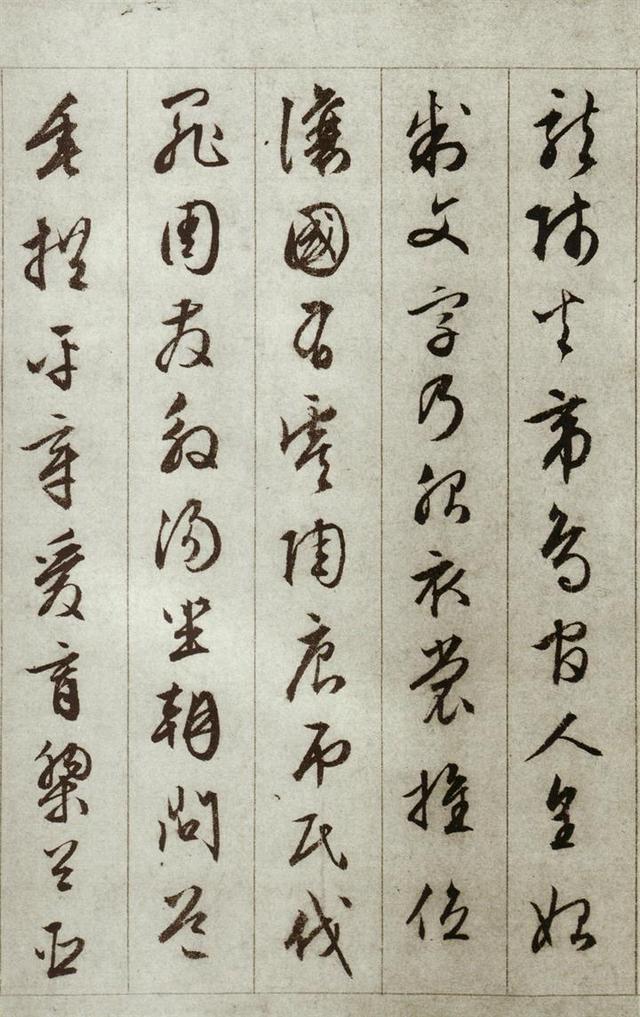 龍師火帝鳥官人皇始
制文字乃服衣裳推位
讓國有虞陶唐吊民伐
罪周發殷湯坐朝問道
垂拱平章愛育黎首臣